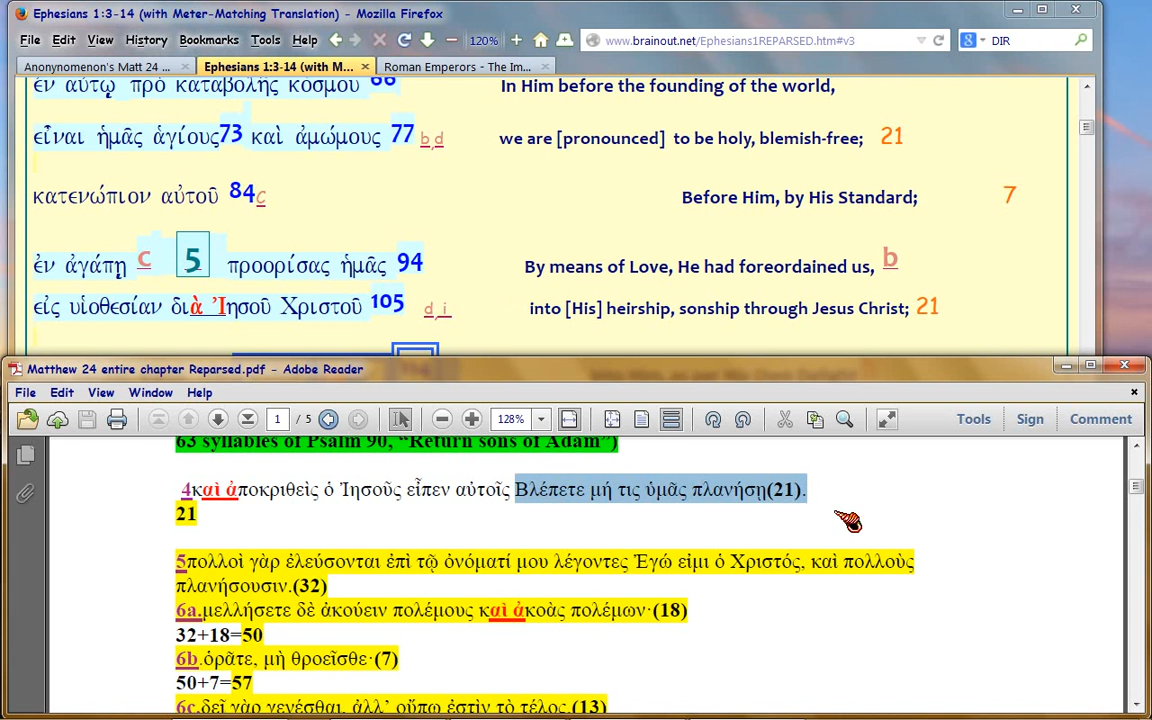 Ephesians 1:3-14 (with Meter-Matching Translation) - Mozilla Firefox
File Edit View History Bookmarks Tools Help 120% www.brainout.net/Ephesians1REPARSED.htm#v3 DIR
Anonynomenon's Matt 24 ... × Ephesians 1:3-14 (with M... × Roman Emperors - The Im... ×
ἐν αὐτῳ πρὸ καταβολῆς κόσμου 66 In Him before the founding of the world,
εἶναι ἡμᾶς ἁγίους73 καὶ ἀμώμους 77 b,d we are [pronounced] to be holy, blemish-free; 21
κατενώπιον αὐτοῦ 84c Before Him, by His Standard; 7
ἐν ἀγάπῃ c 5 προορίσας ἡμᾶς 94 By means of Love, He had foreordained us, b
εἰς υἱοθεσίαν διὰ Ἰησοῦ Χριστοῦ 105 d i into [His] heirship, sonship through Jesus Christ; 21
Matthew 24 entire chapter Reparsed.pdf - Adobe Reader
File Edit View Window Help ×
1 / 5 128% Tools Sign Comment
63 syllables of Psalm 90, “Return sons of Adam”)
4καὶ ἀποκριθεὶς ὁ Ἰησοῦς εἶπεν αὐτοῖς Βλέπετε μή τις ὑμᾶς πλανήσῃ(21).
21
5πολλοὶ γὰρ ἐλεύσονται ἐπὶ τῷ ὀνόματί μου λέγοντες Ἐγώ εἰμι ὁ Χριστός, καὶ πολλοὺς
πλανήσουσιν.(32)
6a.μελλήσετε δὲ ἀκούειν πολέμους καὶ ἀκοὰς πολέμων·(18)
32+18=50
6b.ὁρᾶτε, μὴ θροεῖσθε·(7)
50+7=57
6c.δεῖ γὰρ γενέσθαι, ἀλλ’ οὔπω ἐστὶν τὸ τέλος.(13)